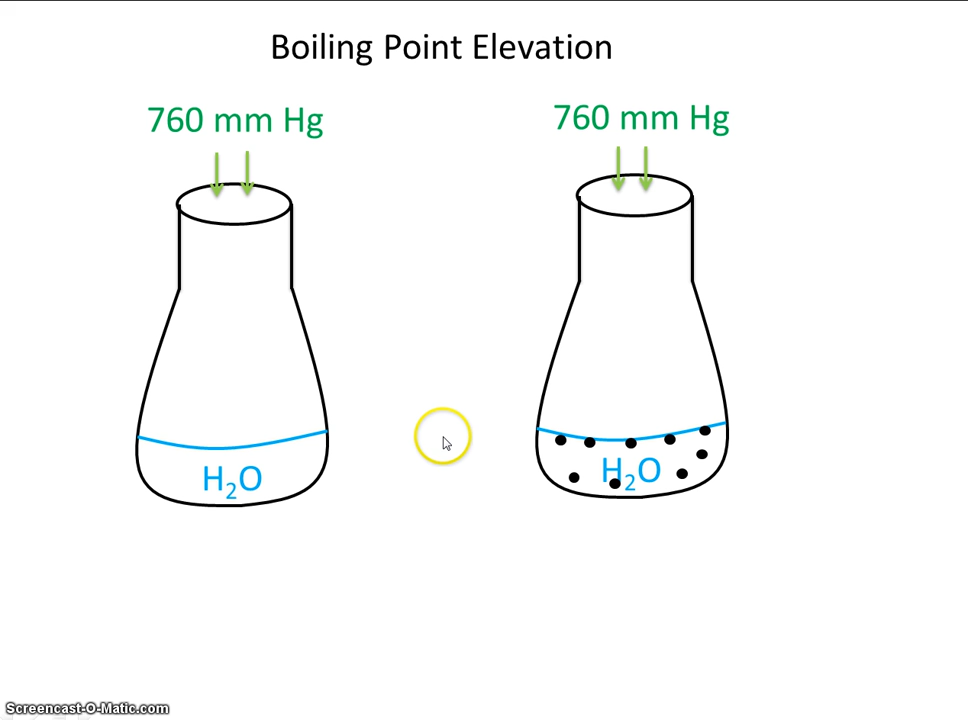 Boiling Point Elevation
760 mm Hg
760 mm Hg
H₂O
H₂O
Screencast-O-Matic.com